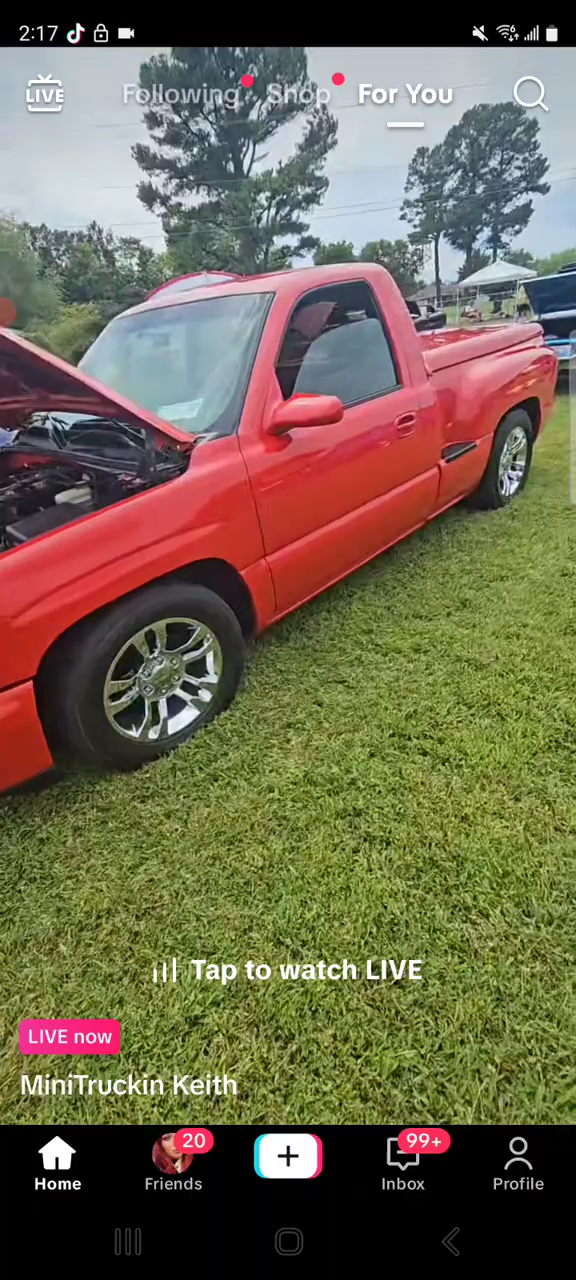 2:17
LIVE Following Shop For You
Tap to watch LIVE
LIVE now
MiniTruckin Keith
20 99+
Home Friends Inbox Profile